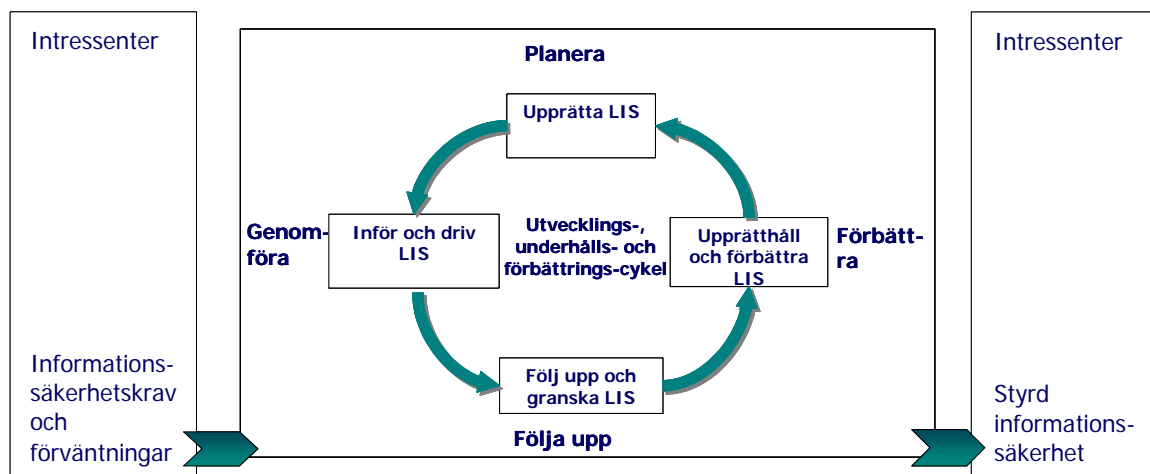 Intressenter
Informations-
säkerhetskrav
och
förväntningar
Planera
Upprätta LIS
Genom-
föra
Inför och driv
LIS
Utvecklings-,
underhålls- och
förbättrings-cykel
Upprätthåll
och förbättra
LIS
Förbätt-
ra
Följ upp och
granska LIS
Följa upp
Intressenter
Styrd
informations-
säkerhet